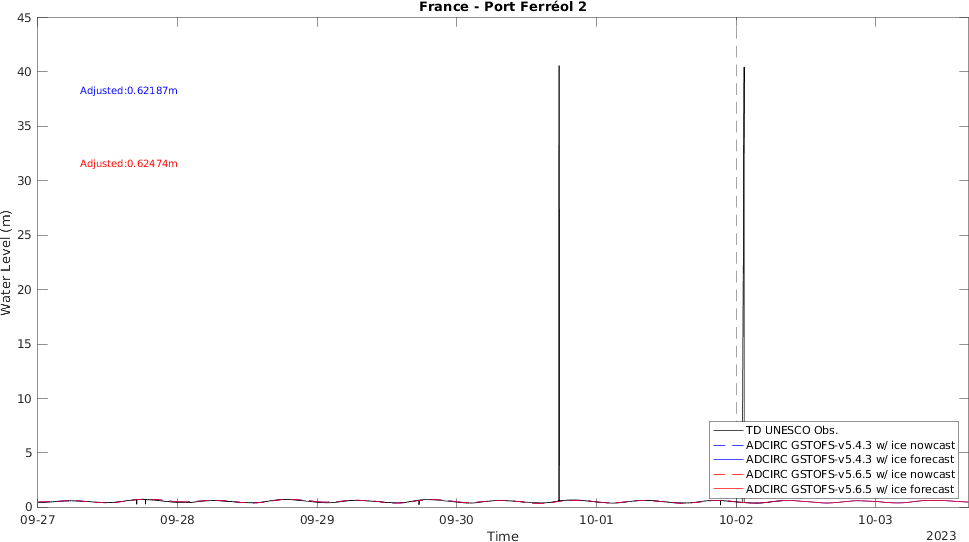 France - Port Ferréol 2
45
40
35
30
25
20
15
10
5
0
Water Level (m)
Adjusted:0.62187m
Adjusted:0.62474m
TD UNESCO Obs.
ADCIRC GSTOFS-v5.4.3 w/ ice nowcast
ADCIRC GSTOFS-v5.4.3 w/ ice forecast
ADCIRC GSTOFS-v5.6.5 w/ ice nowcast
ADCIRC GSTOFS-v5.6.5 w/ ice forecast
09-27 09-28 09-29 09-30 10-01 10-02 10-03
Time
2023